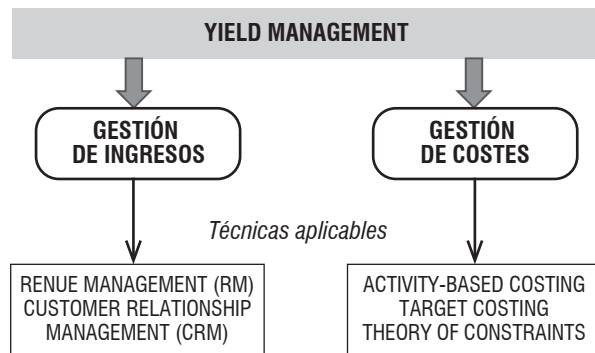 YIELD MANAGEMENT
GESTIÓN
DE INGRESOS
GESTIÓN
DE COSTES
Técnicas aplicables
RENUE MANAGEMENT (RM)
CUSTOMER RELATIONSHIP
MANAGEMENT (CRM)
ACTIVITY-BASED COSTING
TARGET COSTING
THEORY OF CONSTRAINTS